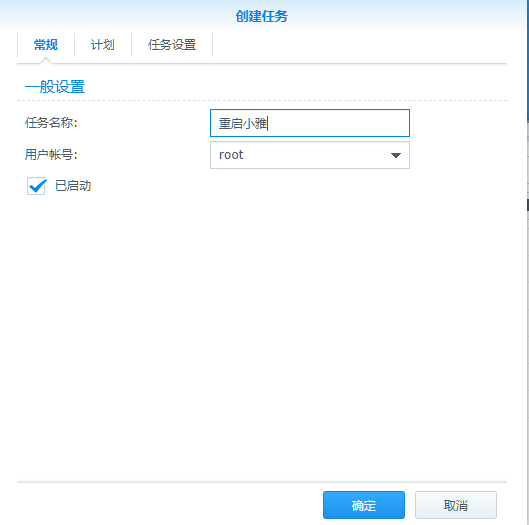 创建任务
常规 计划 任务设置
一般设置
任务名称: 重启小雅
用户帐号: root
已启动
确定 取消